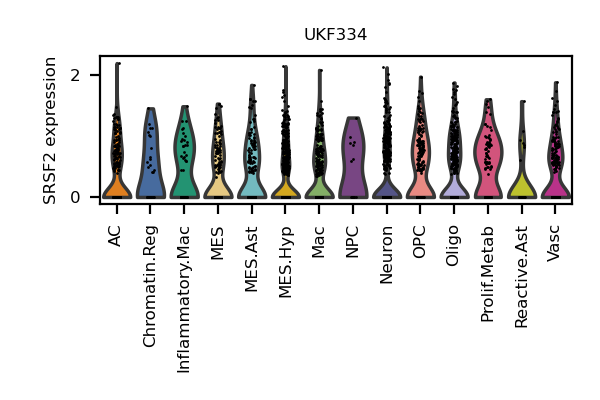 UKF334
SRSF2 expression
2
0
AC
Chromatin.Reg
Inflammatory.Mac
MES
MES.Ast
MES.Hyp
Mac
NPC
Neuron
OPC
Oligo
Prolif.Metab
Reactive.Ast
Vasc